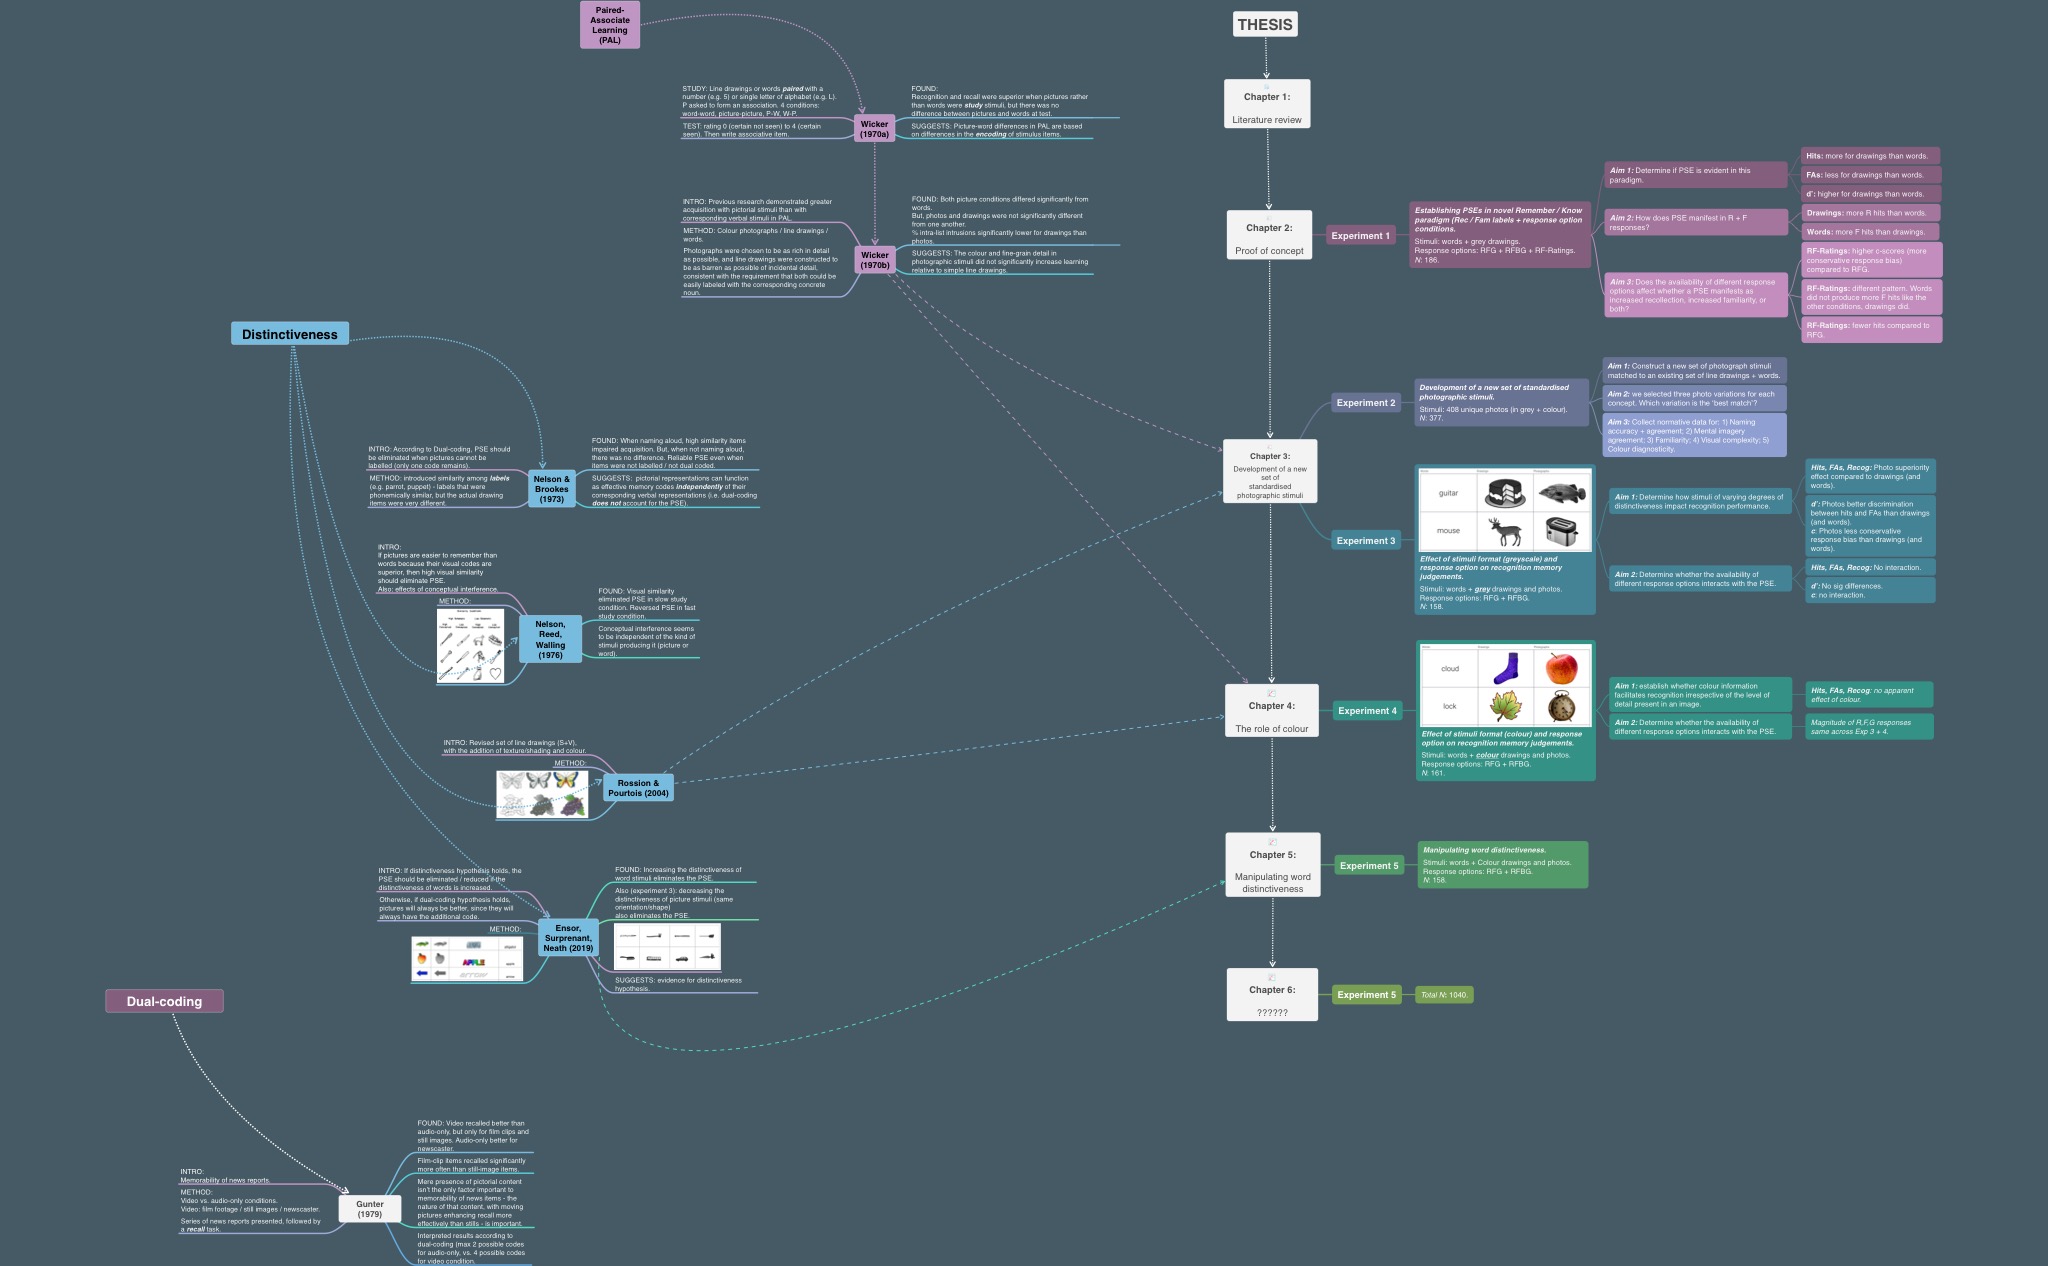 Paired-
Associate
Learning
(PAL)
STUDY: Line drawings or words paired with a
number (e.g. 5) or single letter of alphabet (e.g. L).
P asked to form an association. 4 conditions:
word-word, picture-picture, P-W, W-P.
TEST: rating 0 (certain not seen) to 4 (certain
seen). Then write associative item.
Wicker
(1970a)
FOUND:
Recognition and recall were superior when pictures rather
than words were study stimuli, but there was no
difference between pictures and words at test.
SUGGESTS: Picture-word differences in PAL are based
on differences in the encoding of stimulus items.
INTRO: Previous research demonstrated greater
acquisition with pictorial stimuli than with
corresponding verbal stimuli in PAL.
METHOD: Colour photographs / line drawings /
words.
Photographs were chosen to be as rich in detail
as possible, and line drawings were constructed to
be as barren as possible of incidental detail,
consistent with the requirement that both could be
easily labeled with the corresponding concrete
noun.
Wicker
(1970b)
FOUND: Both picture conditions differed significantly from
words.
But, photos and drawings were not significantly different
from one another.
% intra-list intrusions significantly lower for drawings than
photos.
SUGGESTS: The colour and fine-grain detail in
photographic stimuli did not significantly increase learning
relative to simple line drawings.
Distinctiveness
INTRO: According to Dual-coding, PSE should
be eliminated when pictures cannot be
labelled (only one code remains).
METHOD: introduced similarity among labels
(e.g. parrot, puppet) - labels that were
phonemically similar, but the actual drawing
items were very different.
Nelson &
Brookes
(1973)
FOUND: When naming aloud, high similarity items
impaired acquisition. But, when not naming aloud,
there was no difference. Reliable PSE even when
items were not labelled / not dual coded.
SUGGESTS: pictorial representations can function
as effective memory codes independently of their
corresponding verbal representations (i.e. dual-coding
does not account for the PSE).
INTRO:
If pictures are easier to remember than
words because their visual codes are
superior, then high visual similarity
should eliminate PSE.
Also: effects of conceptual interference.
METHOD:
Nelson,
Reed,
Walling
(1976)
FOUND: Visual similarity
eliminated PSE in slow study
condition. Reversed PSE in fast
study condition.
Conceptual interference seems
to be independent of the kind of
stimuli producing it (picture or
word).
INTRO: Revised set of line drawings (S+V),
with the addition of texture/shading and colour.
METHOD:
Rossion &
Pourtois (2004)
INTRO: If distinctiveness hypothesis holds, the
PSE should be eliminated / reduced if the
distinctiveness of words is increased.
Otherwise, if dual-coding hypothesis holds,
pictures will always be better, since they will
always have the additional code.
METHOD:
APPLE
ARROW
Ensor,
Surprenant,
Neath (2019)
FOUND: Increasing the distinctiveness of
word stimuli eliminates the PSE.
Also (experiment 3): decreasing the
distinctiveness of picture stimuli (same
orientation/shape)
also eliminates the PSE.
SUGGESTS: evidence for distinctiveness
hypothesis.
Dual-coding
INTRO:
Memorability of news reports.
METHOD:
Video vs. audio-only conditions.
Video: film footage / still images / newscaster.
Series of news reports presented, followed by
a recall task.
Gunter
(1979)
FOUND: Video recalled better than
audio-only, but only for film clips and
still images. Audio-only better for
newscaster.
Film-clip items recalled significantly
more often than still-image items.
Mere presence of pictorial content
isn't the only factor important to
memorability of news items - the
nature of that content, with moving
pictures enhancing recall more
effectively than stills - is important.
Interpreted results according to
dual-coding (max 2 possible codes
for audio-only, vs. 4 possible codes
for video condition.
THESIS
Chapter 1:
Literature review
Chapter 2:
Proof of concept
Experiment 1
Establishing PSEs in novel Remember / Know
paradigm (Rec / Fam labels + response option
conditions.
Stimuli: words + grey drawings.
Response options: RFG + RFBG + RF-Ratings.
N: 186.
Aim 1: Determine if PSE is evident in this
paradigm.
Hits: more for drawings than words.
FAs: less for drawings than words.
d': higher for drawings than words.
Aim 2: How does PSE manifest in R + F
responses?
Drawings: more R hits than words.
Words: more F hits than drawings.
Aim 3: Does the availability of different response
options affect whether a PSE manifests as
increased recollection, increased familiarity, or
both?
RF-Ratings: higher c-scores (more
conservative response bias)
compared to RFG.
RF-Ratings: different pattern. Words
did not produce more F hits like the
other conditions, drawings did.
RF-Ratings: fewer hits compared to
RFG.
Chapter 3:
Development of a new
set of
standardised
photographic stimuli
Experiment 2
Development of a new set of standardised
photographic stimuli.
Stimuli: 408 unique photos (in grey + colour).
N: 377.
Aim 1: Construct a new set of photograph stimuli
matched to an existing set of line drawings + words.
Aim 2: we selected three photo variations for each
concept. Which variation is the 'best match'?
Aim 3: Collect normative data for: 1) Naming
accuracy + agreement; 2) Mental imagery
agreement; 3) Familiarity; 4) Visual complexity; 5)
Colour diagnosticity.
Experiment 3
guitar
mouse
Effect of stimuli format (greyscale) and
response option on recognition memory
judgements.
Stimuli: words + grey drawings and photos.
Response options: RFG + RFBG.
N: 158.
Aim 1: Determine how stimuli of varying degrees of
distinctiveness impact recognition performance.
Hits, FAs, Recog: Photo superiority
effect compared to drawings (and
words).
d': Photos better discrimination
between hits and FAs than drawings
(and words).
c: Photos less conservative
response bias than drawings (and
words).
Aim 2: Determine whether the availability of
different response options interacts with the PSE.
Hits, FAs, Recog: No interaction.
d': No sig differences.
c: no interaction.
Chapter 4:
The role of colour
Experiment 4
cloud
lock
Effect of stimuli format (colour) and response
option on recognition memory judgements.
Stimuli: words + colour drawings and photos.
Response options: RFG + RFBG.
N: 161.
Aim 1: establish whether colour information
facilitates recognition irrespective of the level of
detail present in an image.
Hits, FAs, Recog: no apparent
effect of colour.
Aim 2: Determine whether the availability of
different response options interacts with the PSE.
Magnitude of R,F,G responses
same across Exp 3 + 4.
Chapter 5:
Manipulating word
distinctiveness
Experiment 5
Manipulating word distinctiveness.
Stimuli: words + Colour drawings and photos.
Response options: RFG + RFBG.
N: 158.
Chapter 6:
??????
Experiment 5
Total N: 1040.